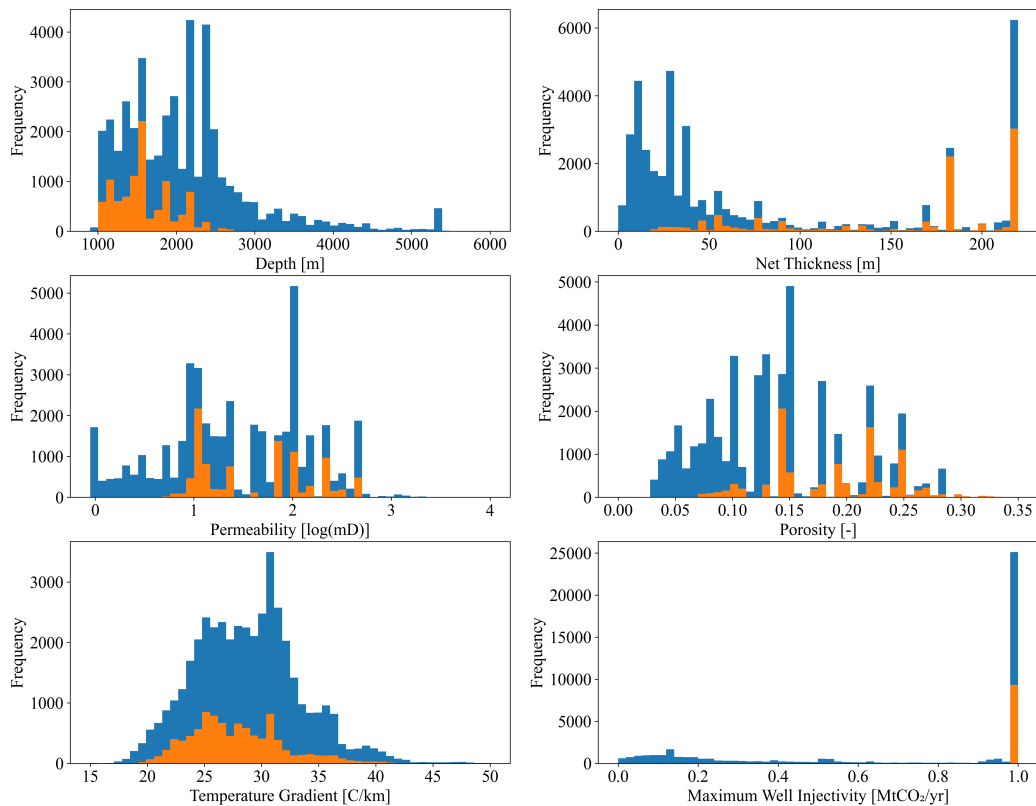 4000
3000
2000
1000
0
Frequency
1000 2000 3000 4000 5000 6000
Depth [m]
6000
4000
2000
0
Frequency
0 50 100 150 200
Net Thickness [m]
5000
4000
3000
2000
1000
0
Frequency
0 1 2 3 4
Permeability [log(mD)]
5000
4000
3000
2000
1000
0
Frequency
0.00 0.05 0.10 0.15 0.20 0.25 0.30 0.35
Porosity [-]
3000
2000
1000
0
Frequency
15 20 25 30 35 40 45 50
Temperature Gradient [C/km]
25000
20000
15000
10000
5000
0
Frequency
0.0 0.2 0.4 0.6 0.8 1.0
Maximum Well Injectivity [MtCO₂/yr]